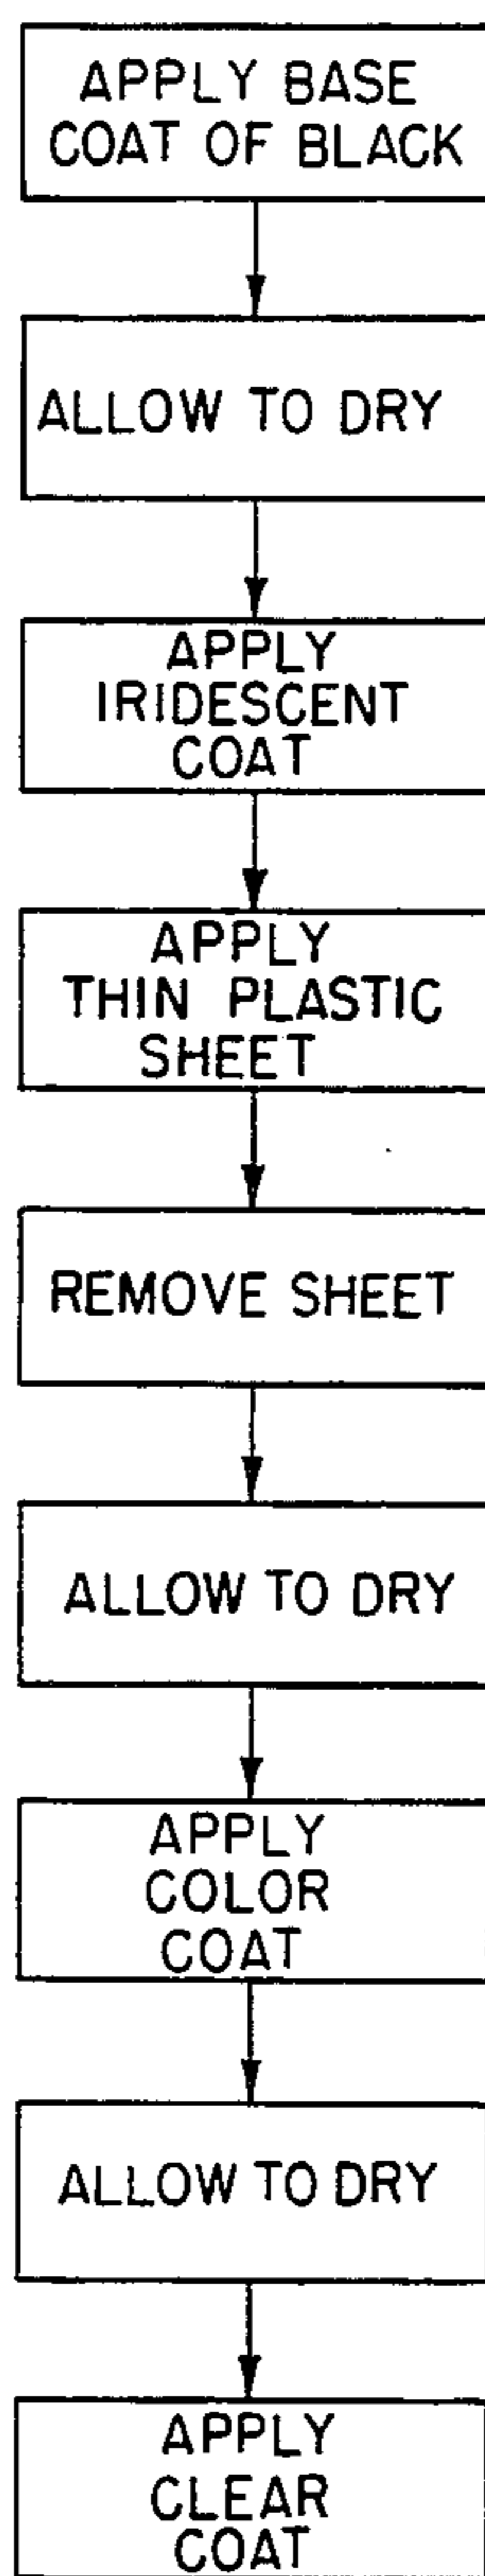 APPLY BASE
COAT OF BLACK
ALLOW TO DRY
APPLY
IRIDESCENT
COAT
APPLY
THIN PLASTIC
SHEET
REMOVE SHEET
ALLOW TO DRY
APPLY
COLOR
COAT
ALLOW TO DRY
APPLY
CLEAR
COAT